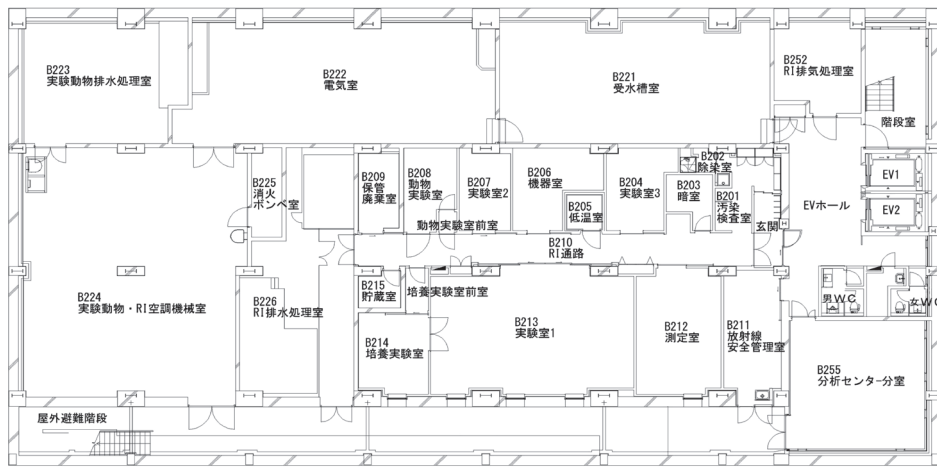 B223
実験動物排水処理室
B222
電気室
B221
受水槽室
B252
RI排気処理室
階段室
B225
消火
ボンベ室
B209
保管
廃棄室
B208
動物
実験室
B207
実験2
動物実験室前室
B206
機器室
B205
低温室
B204
実験室3
B203
暗室
B202
除染室
B201
汚染
検査室
玄関
EVホール
EV1
EV2
B210
RI通路
B224
実験動物・RI空調機械室
B226
RI排水処理室
B215
貯蔵室
培養実験室前室
B214
培養実験室
B213
実験室1
B212
測定室
B211
放射線
安全管理室
男WC
女WC
B255
分析センター分室
屋外避難階段